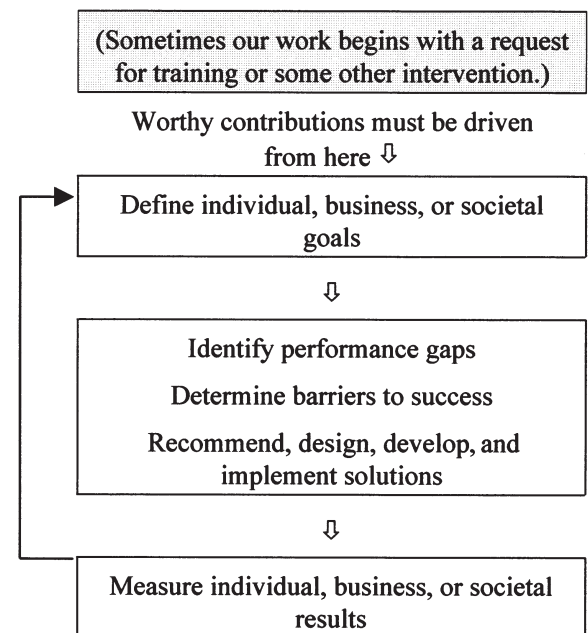 (Sometimes our work begins with a request
for training or some other intervention.)
Worthy contributions must be driven
from here ⇩
Define individual, business, or societal
goals
⇩
Identify performance gaps
Determine barriers to success
Recommend, design, develop, and
implement solutions
⇩
Measure individual, business, or societal
results